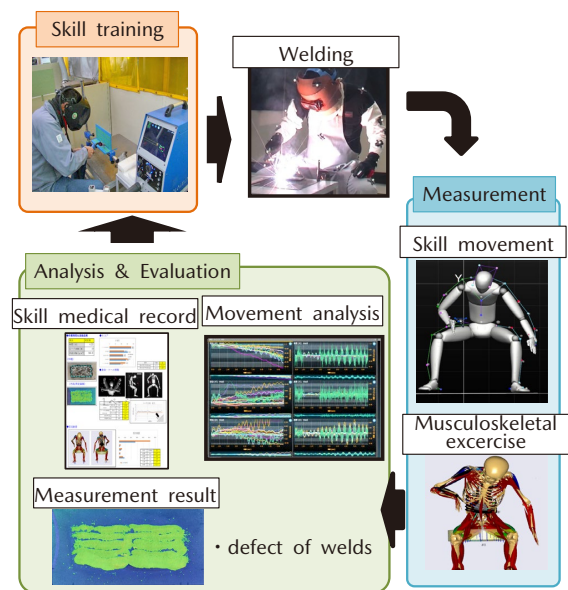 Skill training
Welding
Measurement
Skill movement
Y
Musculoskeletal
excercise
Analysis & Evaluation
Skill medical record
Movement analysis
Measurement result
・defect of welds